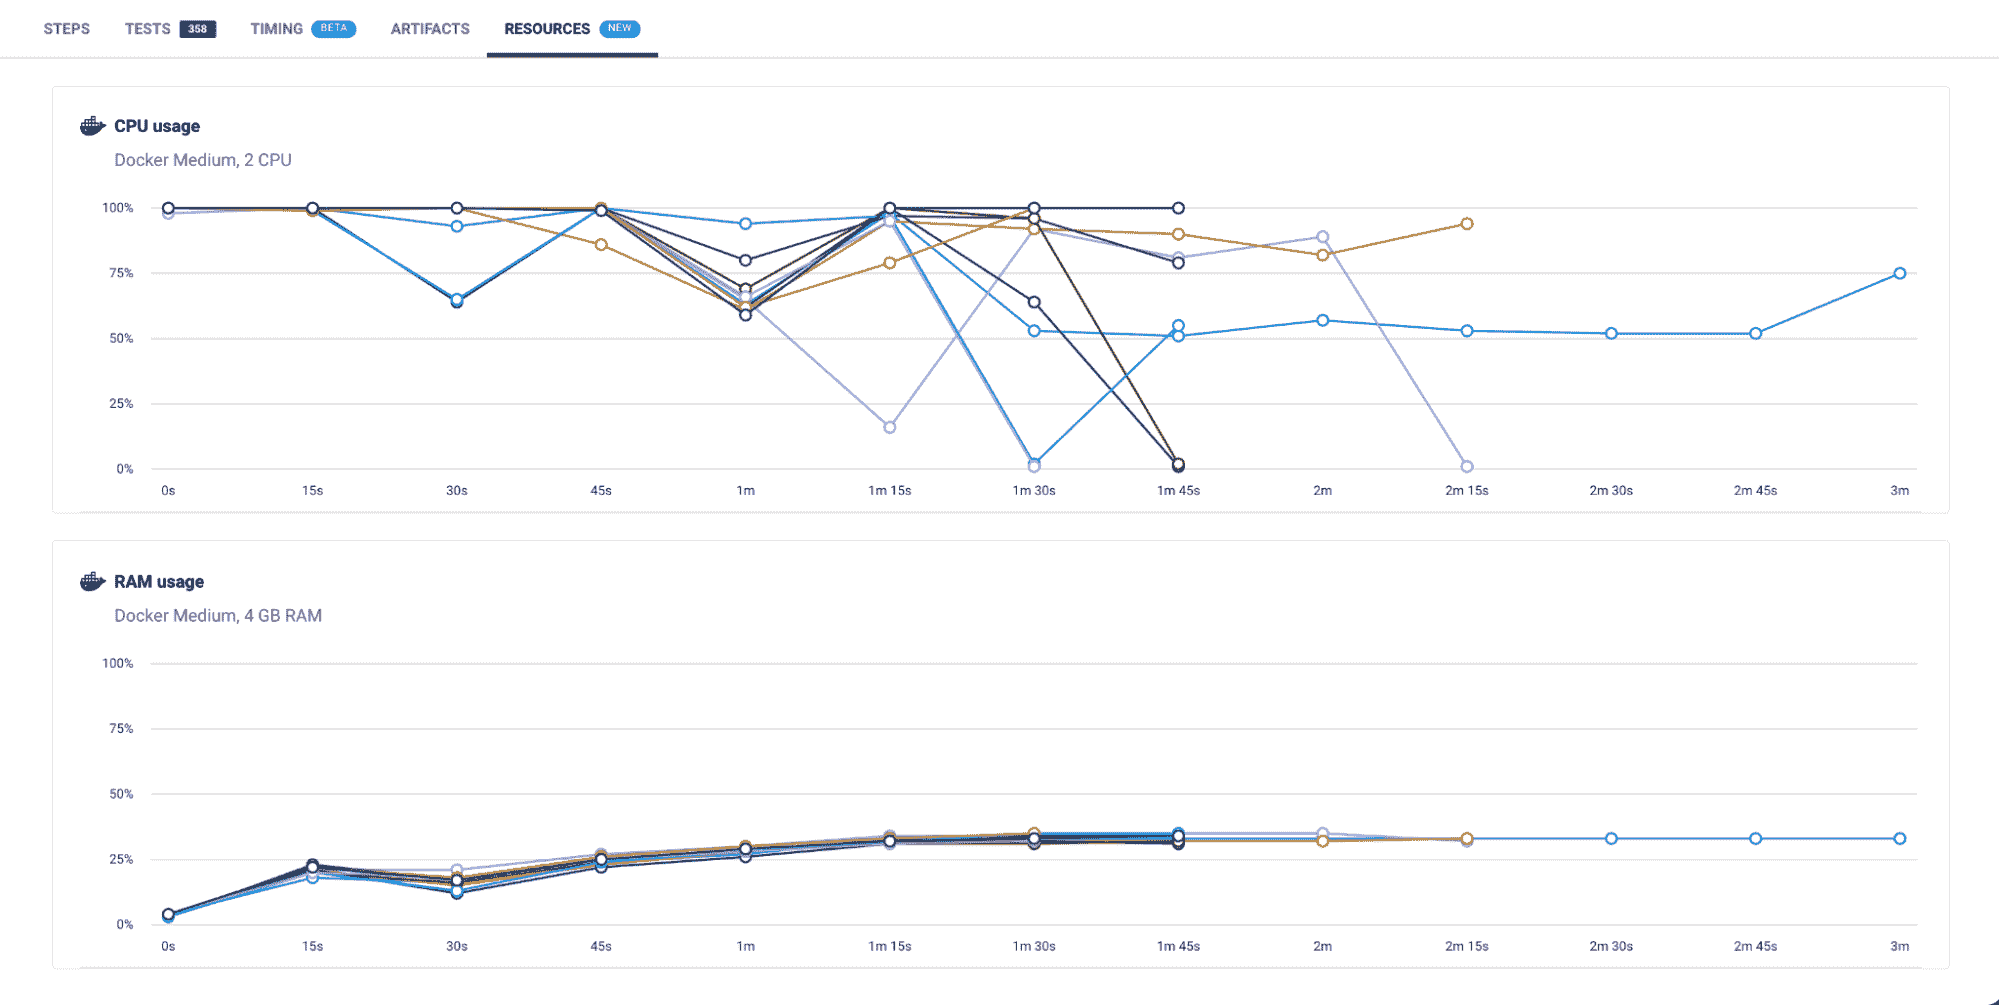 STEPS TESTS 358 TIMING BETA ARTIFACTS RESOURCES NEW
CPU usage
Docker Medium, 2 CPU
100%
75%
50%
25%
0%
0s 15s 30s 45s 1m 1m 15s 1m 30s 1m 45s 2m 2m 15s 2m 30s 2m 45s 3m
RAM usage
Docker Medium, 4 GB RAM
100%
75%
50%
25%
0%
0s 15s 30s 45s 1m 1m 15s 1m 30s 1m 45s 2m 2m 15s 2m 30s 2m 45s 3m